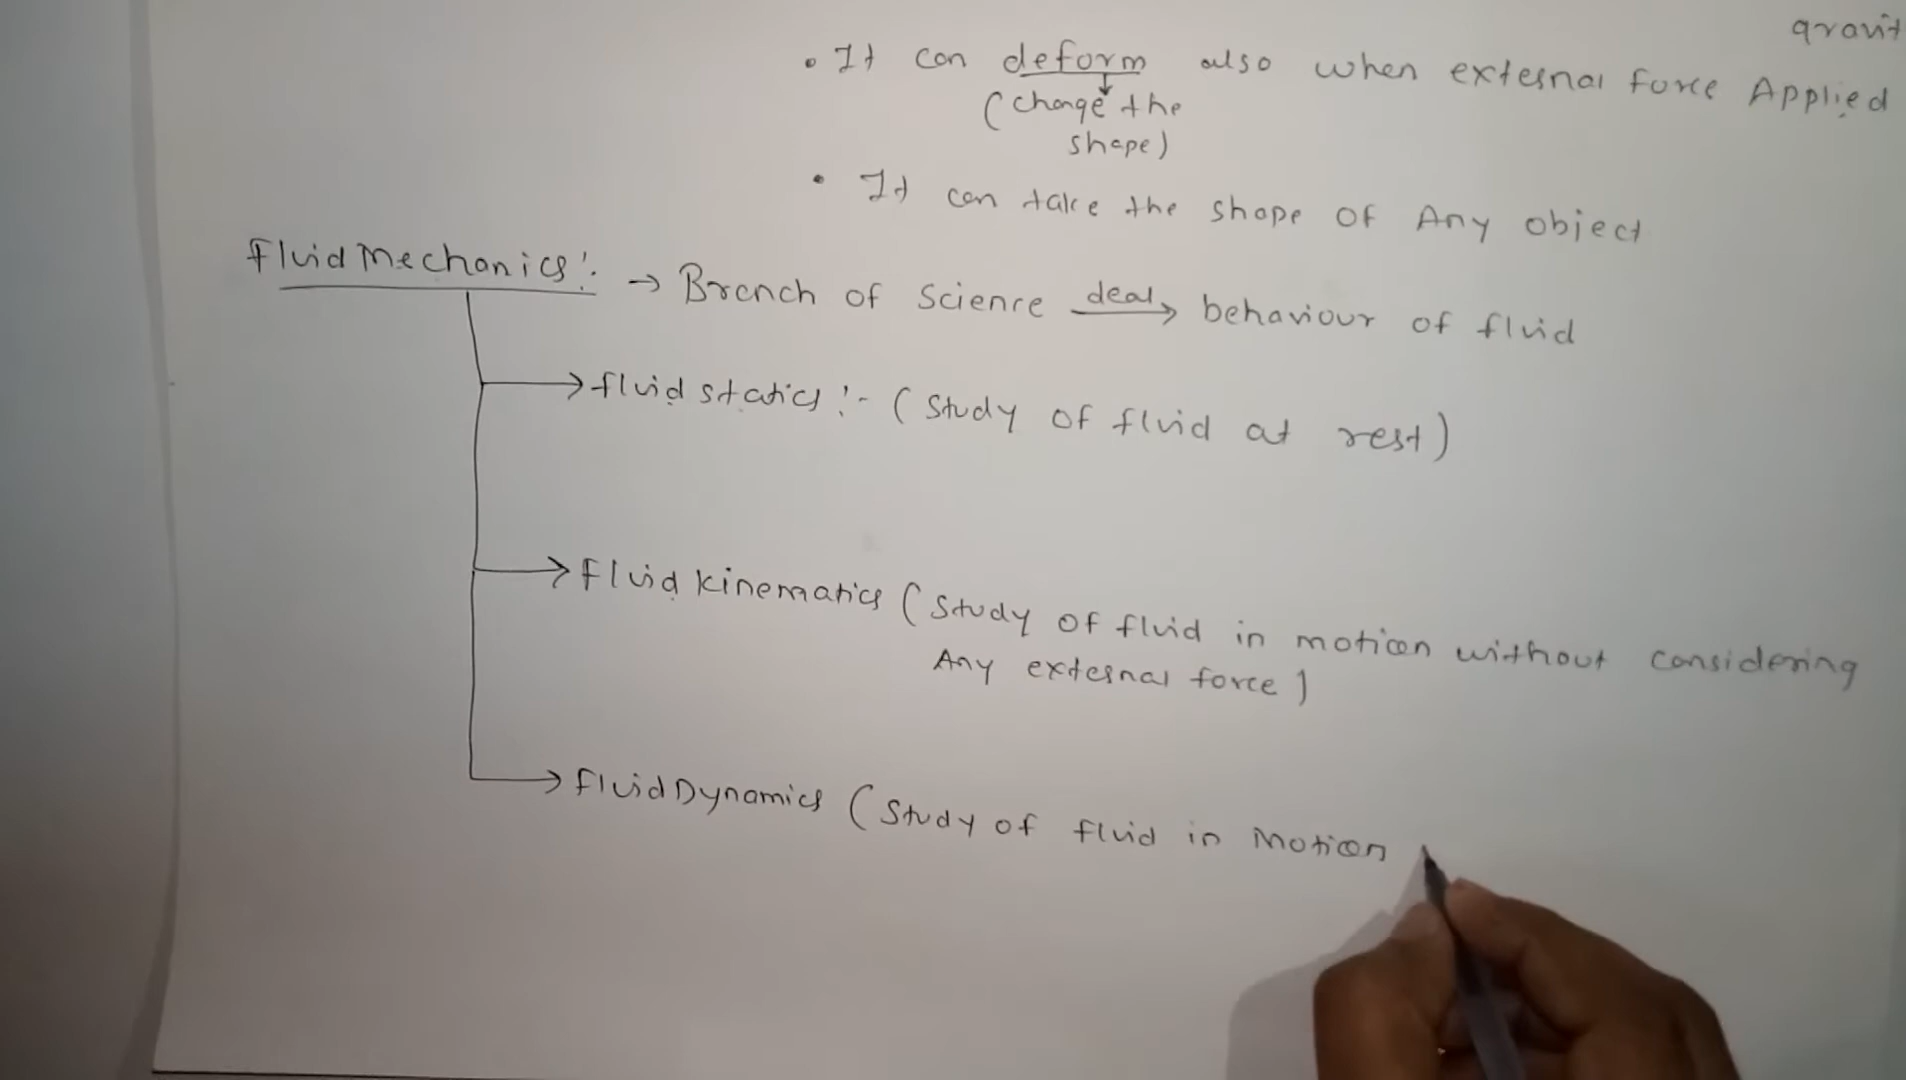 gravit
• It can deform also when external force Applied
(change the
shape)
• It can take the shape of Any object
Fluid Mechanics:- → Branch of Science deal → behaviour of fluid
→ fluid statics :- (Study of fluid at rest)
→ fluid kinematics (Study of fluid in motion without considering
Any external force)
→ fluid Dynamics (Study of fluid in Motion